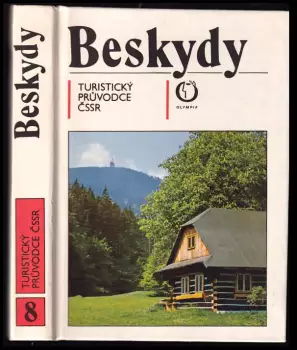 Beskydy
TURISTICKÝ
PRŮVODCE
ČSSR
OLYMPIA
Beskydy
TURISTICKÝ
PRŮVODCE ČSSR
8